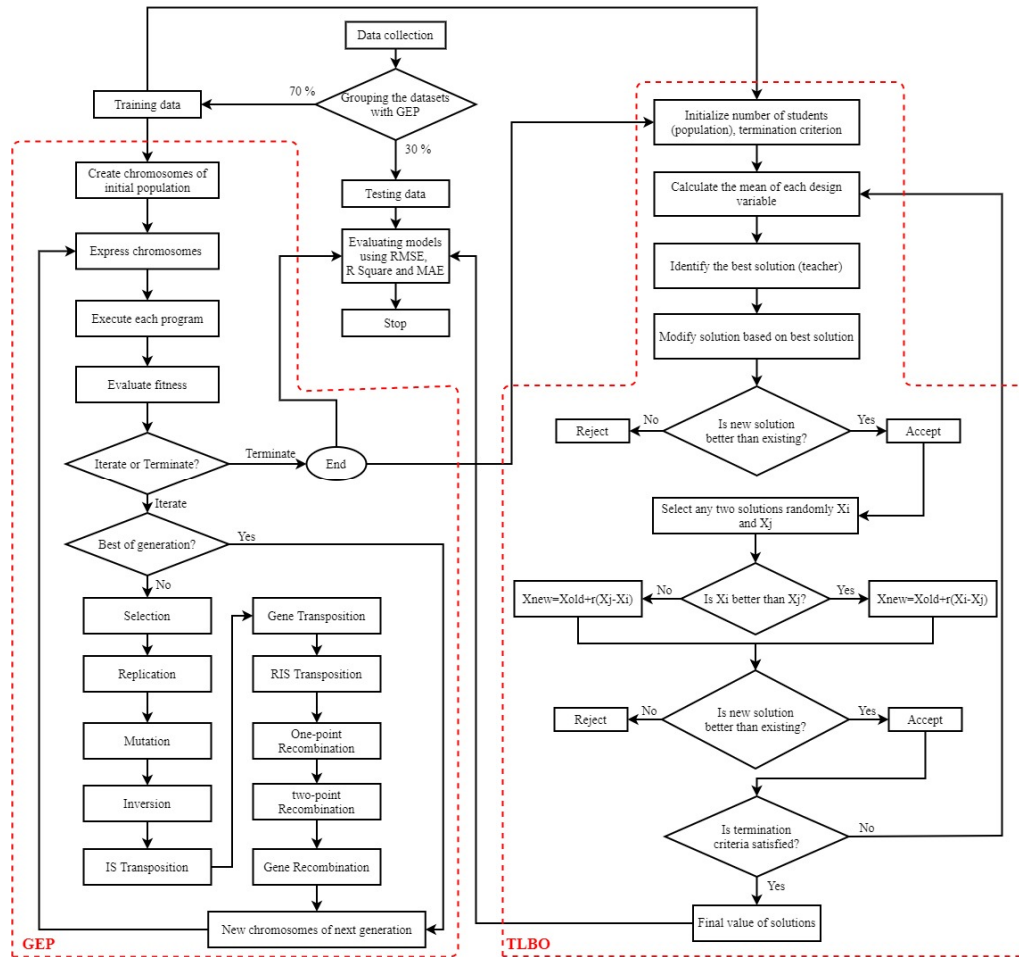 Data collection
Grouping the datasets
with GEP
70 %
30 %
Training data
Testing data
Evaluating models
using RMSE,
R Square and MAE
Stop
Create chromosomes of
initial population
Express chromosomes
Execute each program
Evaluate fitness
Iterate or Terminate?
Terminate
End
Iterate
Best of generation?
Yes
No
Selection
Replication
Mutation
Inversion
IS Transposition
Gene Transposition
RIS Transposition
One-point
Recombination
two-point
Recombination
Gene Recombination
New chromosomes of next generation
GEP
Initialize number of students
(population), termination criterion
Calculate the mean of each design
variable
Identify the best solution (teacher)
Modify solution based on best solution
Is new solution
better than existing?
No
Reject
Yes
Accept
Select any two solutions randomly Xi
and Xj
Is Xi better than Xj?
No
Xnew=Xold+r(Xj-Xi)
Yes
Xnew=Xold+r(Xi-Xj)
Is new solution
better than existing?
No
Reject
Yes
Accept
Is termination
criteria satisfied?
No
Yes
Final value of solutions
TLBO